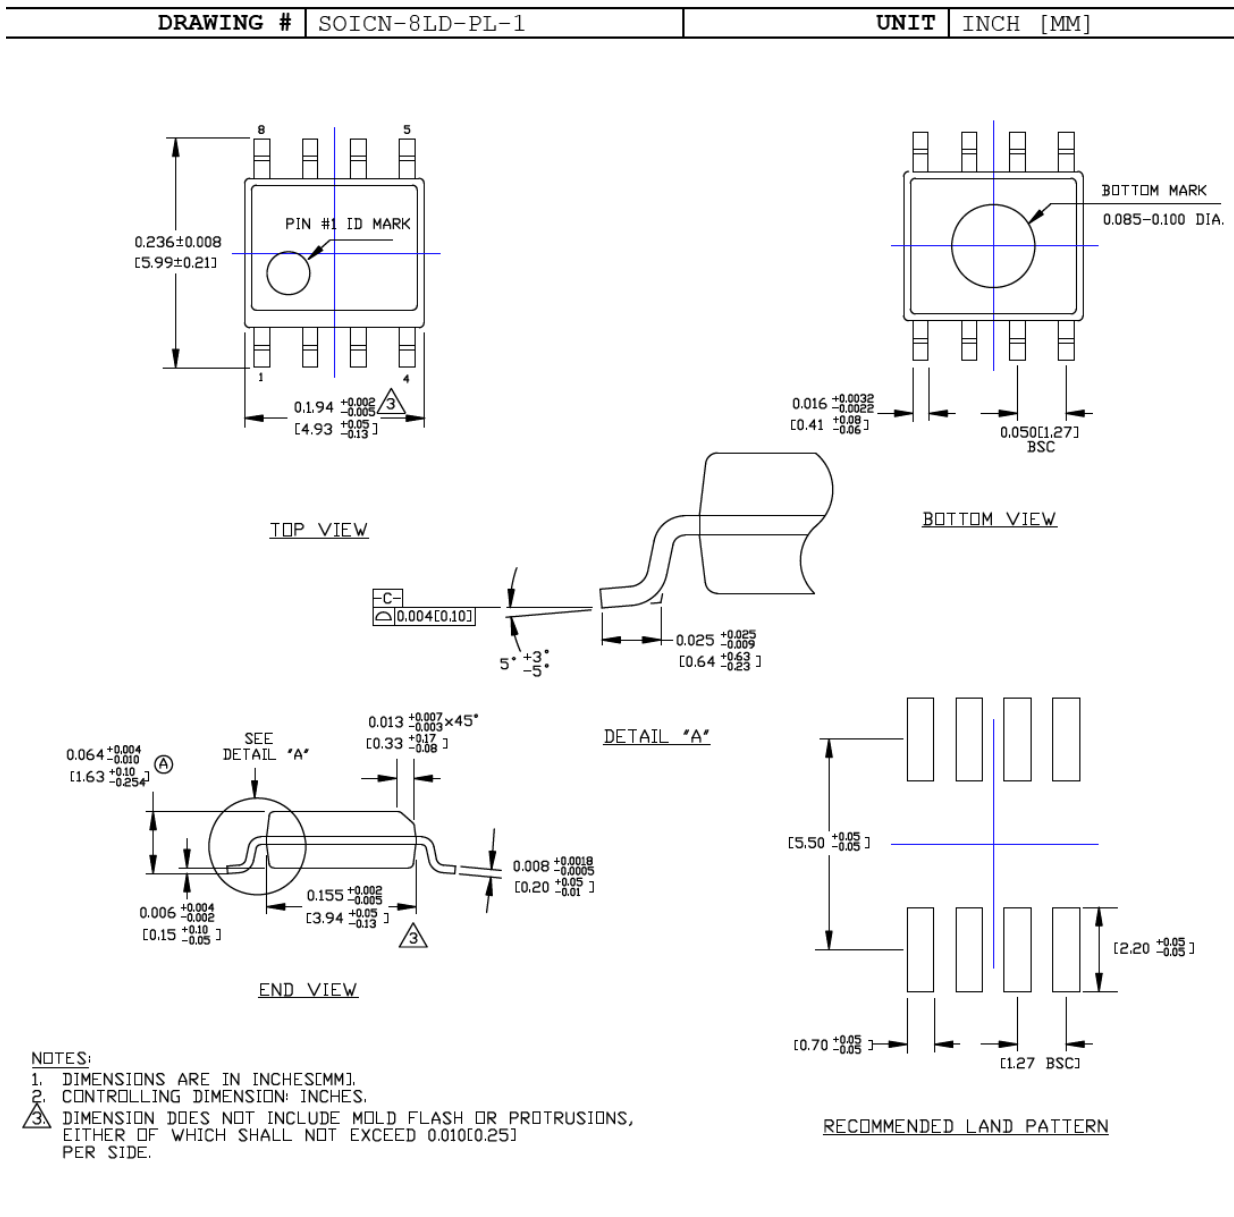 DRAWING # SOICN-8LD-PL-1 UNIT INCH [MM]
8 5
PIN #1 ID MARK
0.236±0.008
[5.99±0.21]
1 4
0.1.94 +0.002 -0.005 3
[4.93 +0.05 -0.13 ]
TOP VIEW
BOTTOM MARK
0.085-0.100 DIA.
0.016 +0.0032 -0.0022
[0.41 +0.08 -0.06 ]
0.050[1.27]
BSC
BOTTOM VIEW
-C-
0.004[0.10]
5° +3° -5°
0.025 +0.025 -0.009
[0.64 +0.63 -0.23 ]
DETAIL "A"
0.064 +0.004 -0.010
[1.63 +0.10 -0.254 ]
A
SEE
DETAIL "A"
0.013 +0.007 -0.003 ×45°
[0.33 +0.17 -0.08 ]
0.008 +0.0018 -0.0005
[0.20 +0.05 -0.01 ]
0.155 +0.002 -0.005
[3.94 +0.05 -0.13 ]
3
0.006 +0.004 -0.002
[0.15 +0.10 -0.05 ]
END VIEW
[5.50 +0.05 -0.05 ]
[2.20 +0.05 -0.05 ]
[0.70 +0.05 -0.05 ]
[1.27 BSC]
RECOMMENDED LAND PATTERN
NOTES:
1. DIMENSIONS ARE IN INCHES[MM].
2. CONTROLLING DIMENSION: INCHES.
3. DIMENSION DOES NOT INCLUDE MOLD FLASH OR PROTRUSIONS,
EITHER OF WHICH SHALL NOT EXCEED 0.010[0.25]
PER SIDE.